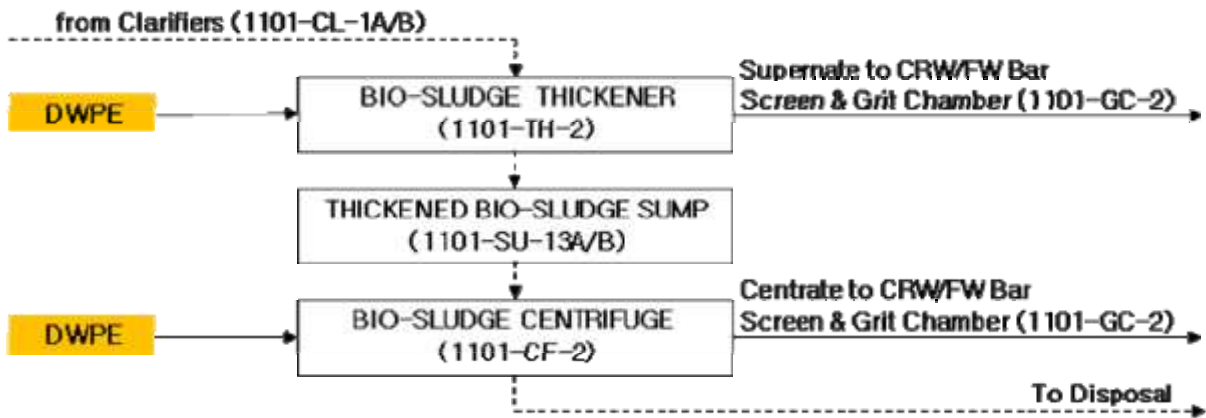 from Clarifiers (1101-CL-1A/B)
Supernate to CRW/FW Bar
Screen & Grit Chamber (1101-GC-2)
DWPE
BIO-SLUDGE THICKENER
(1101-TH-2)
THICKENED BIO-SLUDGE SUMP
(1101-SU-13A/B)
Centrate to CRW/FW Bar
Screen & Grit Chamber (1101-GC-2)
DWPE
BIO-SLUDGE CENTRIFUGE
(1101-CF-2)
To Disposal